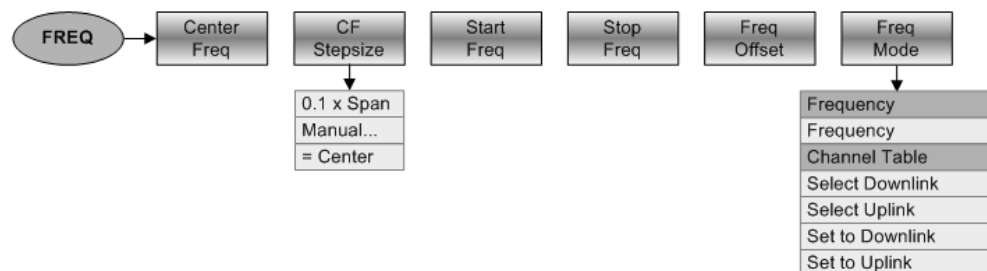 FREQ
Center
Freq
CF
Stepsize
Start
Freq
Stop
Freq
Freq
Offset
Freq
Mode
0.1 x Span
Manual...
= Center
Frequency
Frequency
Channel Table
Select Downlink
Select Uplink
Set to Downlink
Set to Uplink